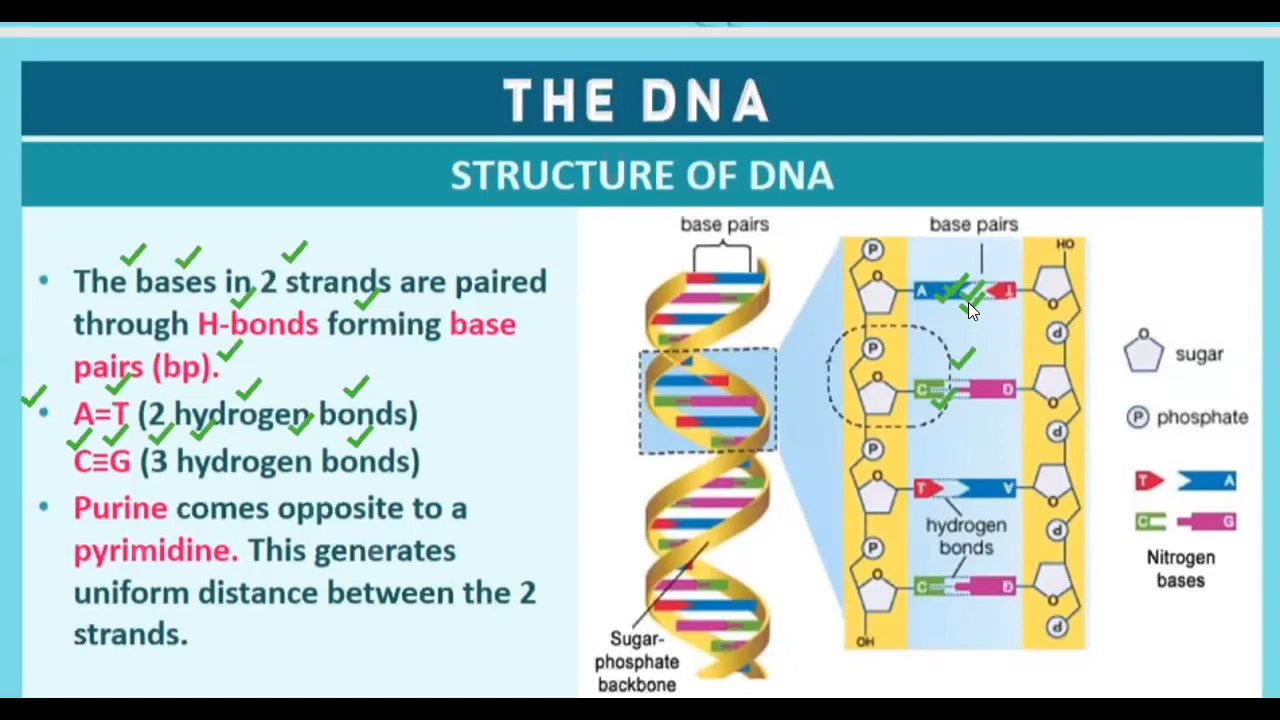 THE DNA
STRUCTURE OF DNA
• The bases in 2 strands are paired
through H-bonds forming base
pairs (bp).
• A=T (2 hydrogen bonds)
C≡G (3 hydrogen bonds)
• Purine comes opposite to a
pyrimidine. This generates
uniform distance between the 2
strands.
base pairs
Sugar-
phosphate
backbone
base pairs
P
HO
O
A
T
O
P
P
O
C
G
O
P
P
O
T
A
O
hydrogen
bonds
P
P
O
C
G
O
P
OH
O
sugar
P phosphate
T
A
C
G
Nitrogen
bases